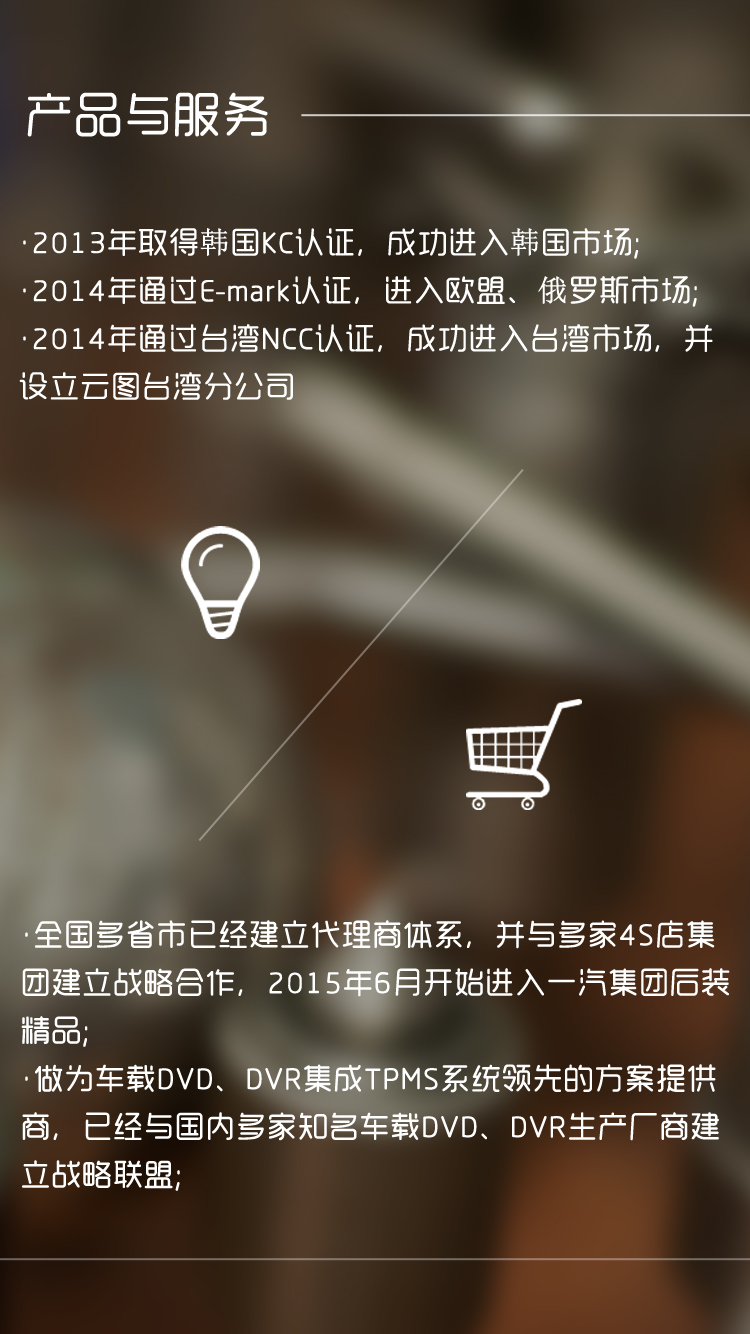 产品与服务
·2013年取得韩国KC认证，成功进入韩国市场;
·2014年通过E-mark认证，进入欧盟、俄罗斯市场;
·2014年通过台湾NCC认证，成功进入台湾市场，并
设立云图台湾分公司
·全国多省市已经建立代理商体系，并与多家4S店集
团建立战略合作，2015年6月开始进入一汽集团后装
精品;
·做为车载DVD、DVR集成TPMS系统领先的方案提供
商，已经与国内多家知名车载DVD、DVR生产厂商建
立战略联盟;